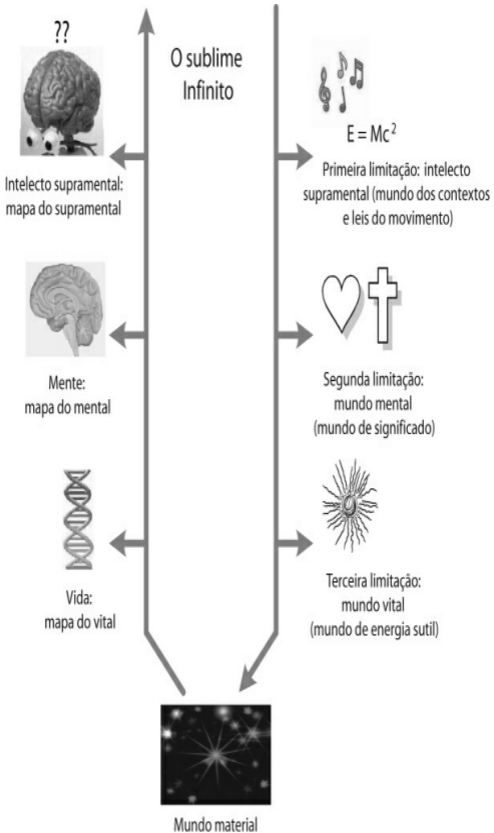 ??
O sublime
Infinito
E = Mc²
Intelecto supramental:
mapa do supramental
Primeira limitação: intelecto
supramental (mundo dos contextos
e leis do movimento)
Mente:
mapa do mental
Segunda limitação:
mundo mental
(mundo de significado)
Vida:
mapa do vital
Terceira limitação:
mundo vital
(mundo de energia sutil)
Mundo material